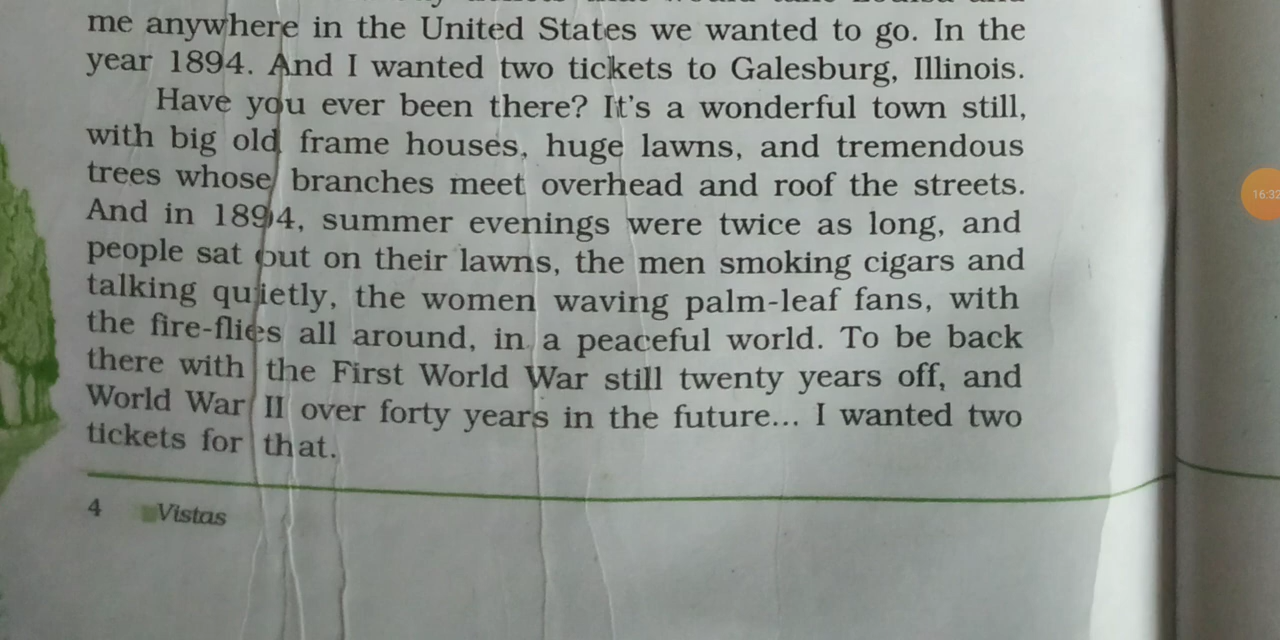 me anywhere in the United States we wanted to go. In the
year 1894. And I wanted two tickets to Galesburg, Illinois.
Have you ever been there? It's a wonderful town still,
with big old frame houses, huge lawns, and tremendous
trees whose branches meet overhead and roof the streets.
And in 1894, summer evenings were twice as long, and
people sat out on their lawns, the men smoking cigars and
talking quietly, the women waving palm-leaf fans, with
the fire-flies all around, in a peaceful world. To be back
there with the First World War still twenty years off, and
World War II over forty years in the future... I wanted two
tickets for that.
4 Vistas
16:32